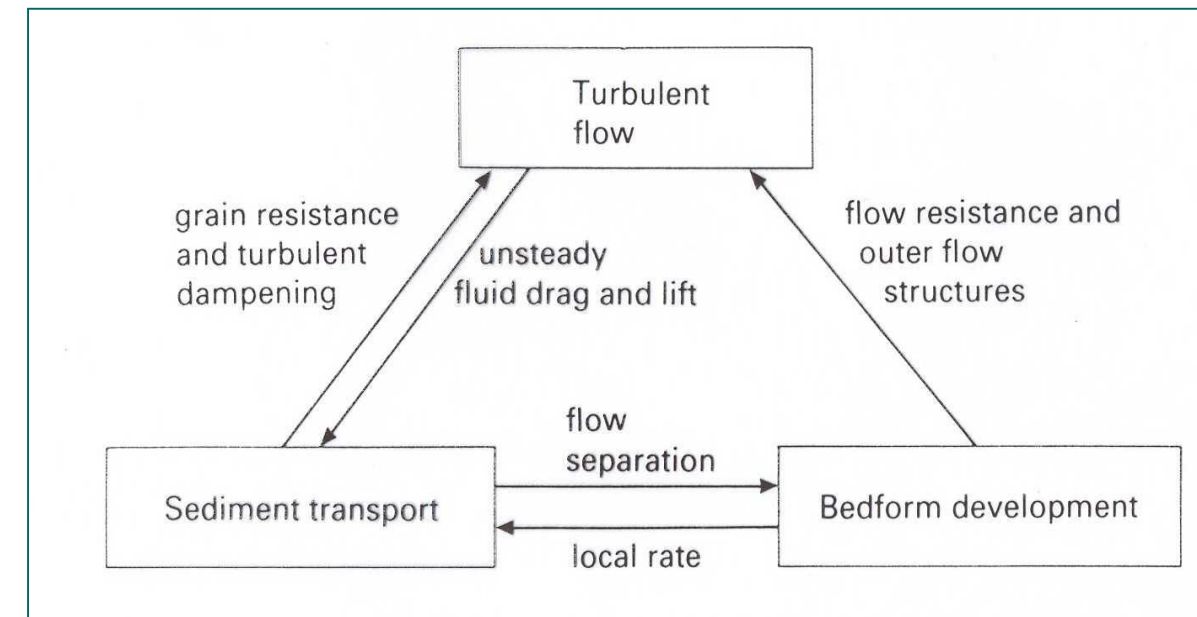 Turbulent
flow
grain resistance
and turbulent
dampening
unsteady
fluid drag and lift
flow resistance and
outer flow
structures
flow
separation
Sediment transport
Bedform development
local rate